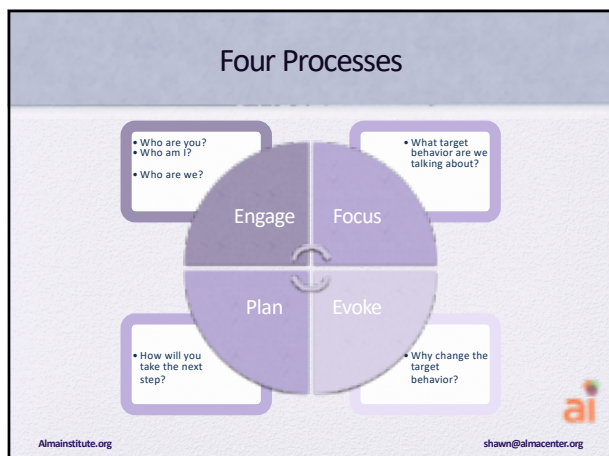 Four Processes
• Who are you?
• Who am I?
• Who are we?
• What target
behavior are we
talking about?
Engage
Focus
Plan
Evoke
• How will you
take the next
step?
• Why change the
target
behavior?
ai
Almainstitute.org
shawn@almacenter.org